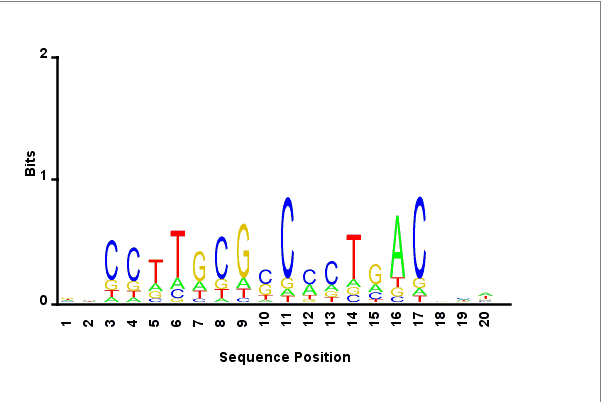 2
Bits
1
0
C C T T G C G C C C C T G A C
1 2 3 4 5 6 7 8 9 10 11 12 13 14 15 16 17 18 19 20
Sequence Position